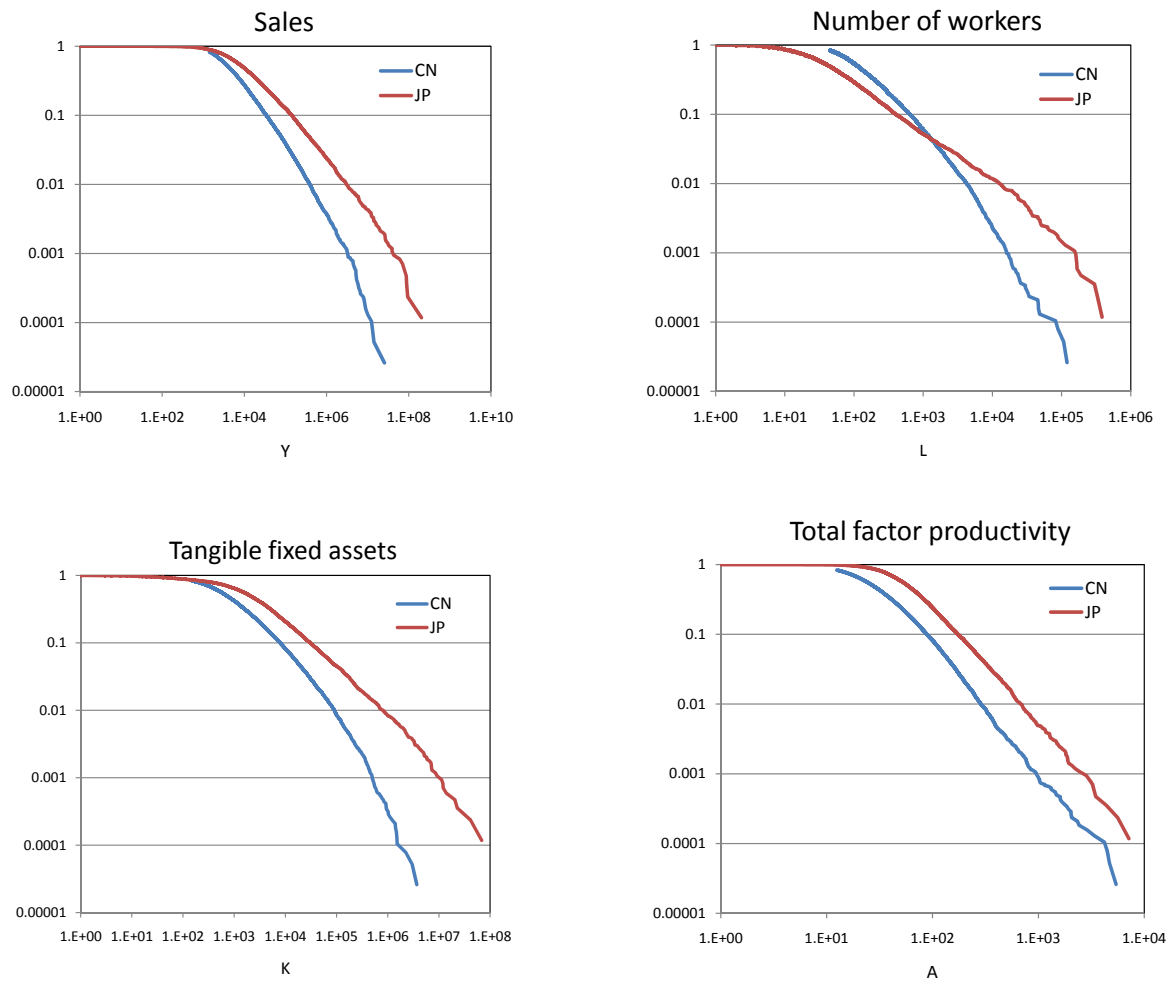 Sales
1
0.1
0.01
0.001
0.0001
0.00001
CN
JP
1.E+00 1.E+02 1.E+04 1.E+06 1.E+08 1.E+10
Y
Number of workers
1
0.1
0.01
0.001
0.0001
0.00001
CN
JP
1.E+00 1.E+01 1.E+02 1.E+03 1.E+04 1.E+05 1.E+06
L
Tangible fixed assets
1
0.1
0.01
0.001
0.0001
0.00001
CN
JP
1.E+00 1.E+01 1.E+02 1.E+03 1.E+04 1.E+05 1.E+06 1.E+07 1.E+08
K
Total factor productivity
1
0.1
0.01
0.001
0.0001
0.00001
CN
JP
1.E+00 1.E+01 1.E+02 1.E+03 1.E+04
A